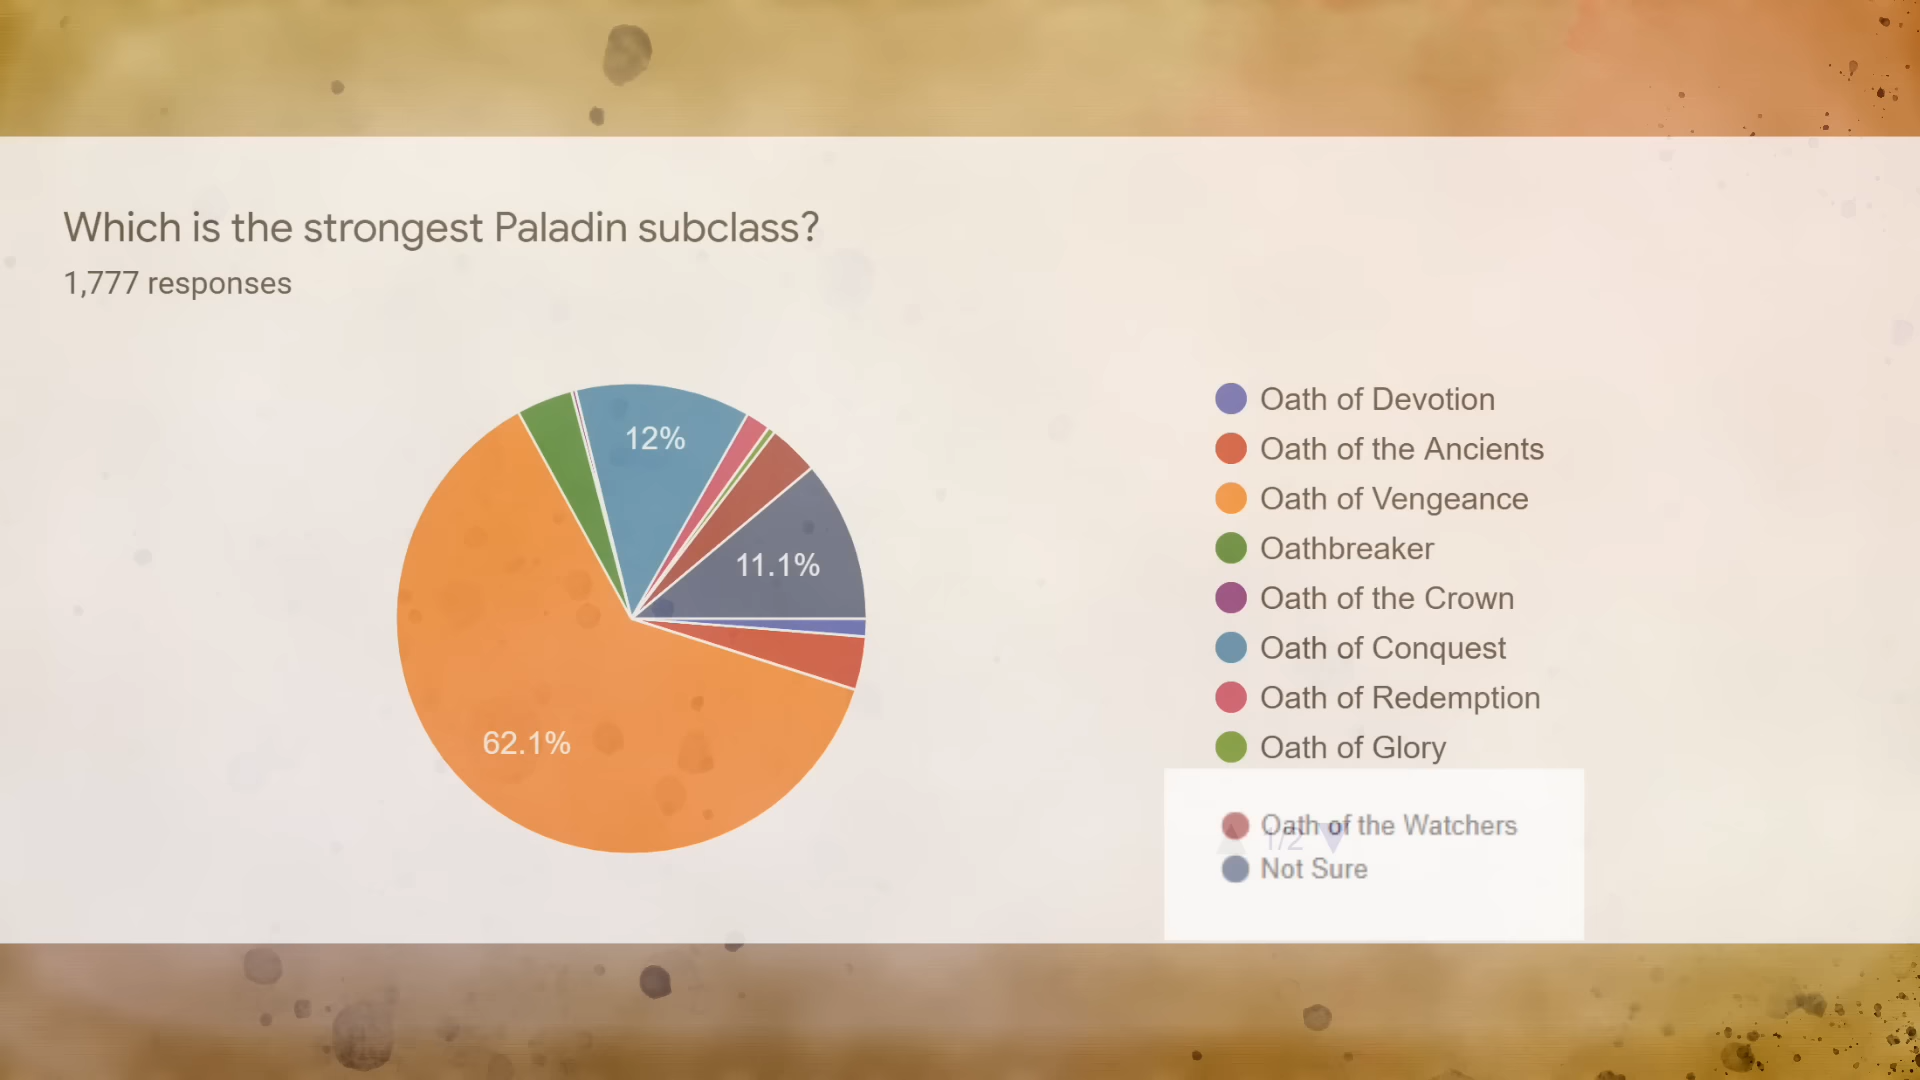 Which is the strongest Paladin subclass?
1,777 responses
12%
11.1%
62.1%
Oath of Devotion
Oath of the Ancients
Oath of Vengeance
Oathbreaker
Oath of the Crown
Oath of Conquest
Oath of Redemption
Oath of Glory
Oath of the Watchers
1/2
Not Sure